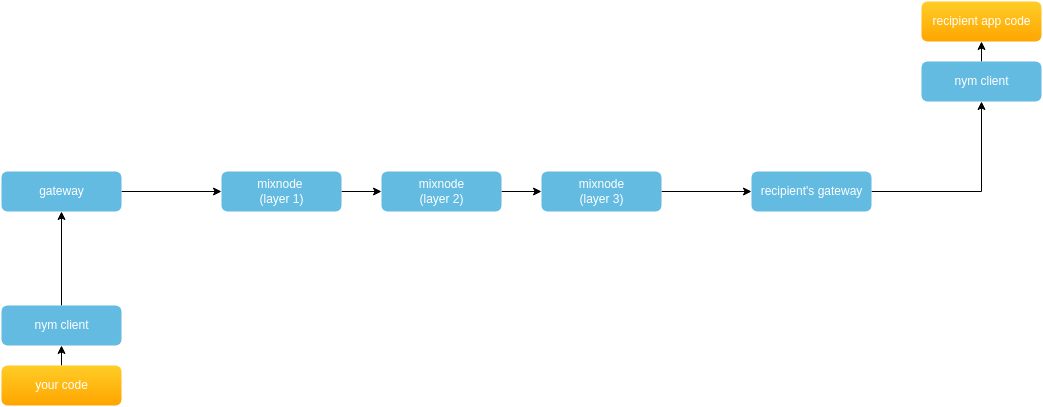 recipient app code
nym client
gateway
mixnode
(layer 1)
mixnode
(layer 2)
mixnode
(layer 3)
recipient's gateway
nym client
your code